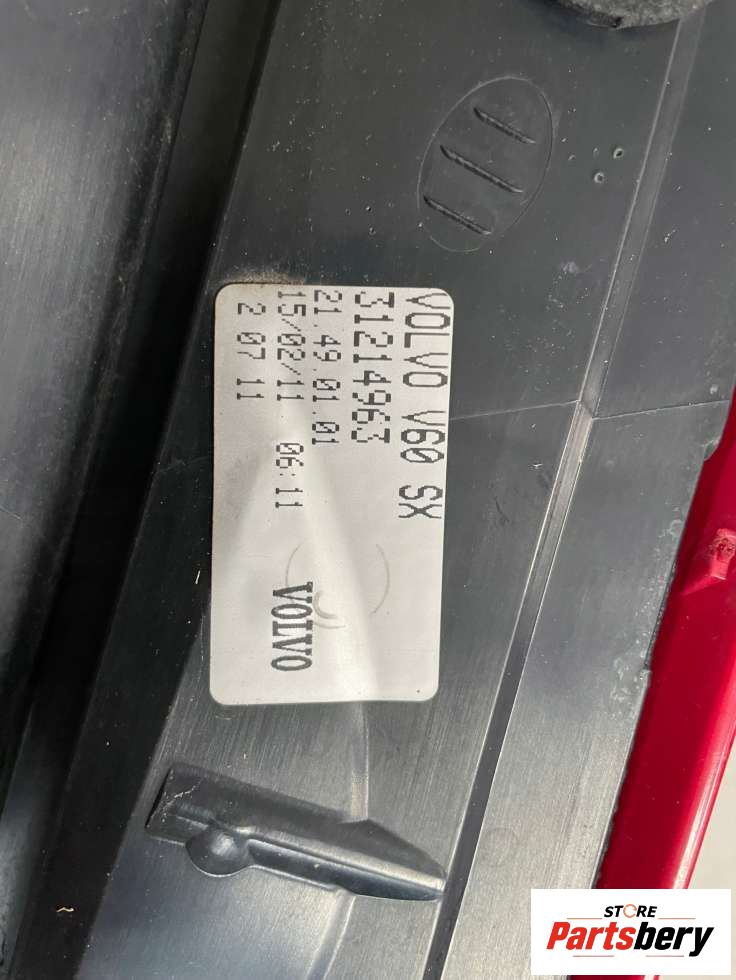 VOLVO V60 SX
31214963
21.49.01.01
15/02/11 06:11
2 07 11
VOLVO
STORE
Partsbery